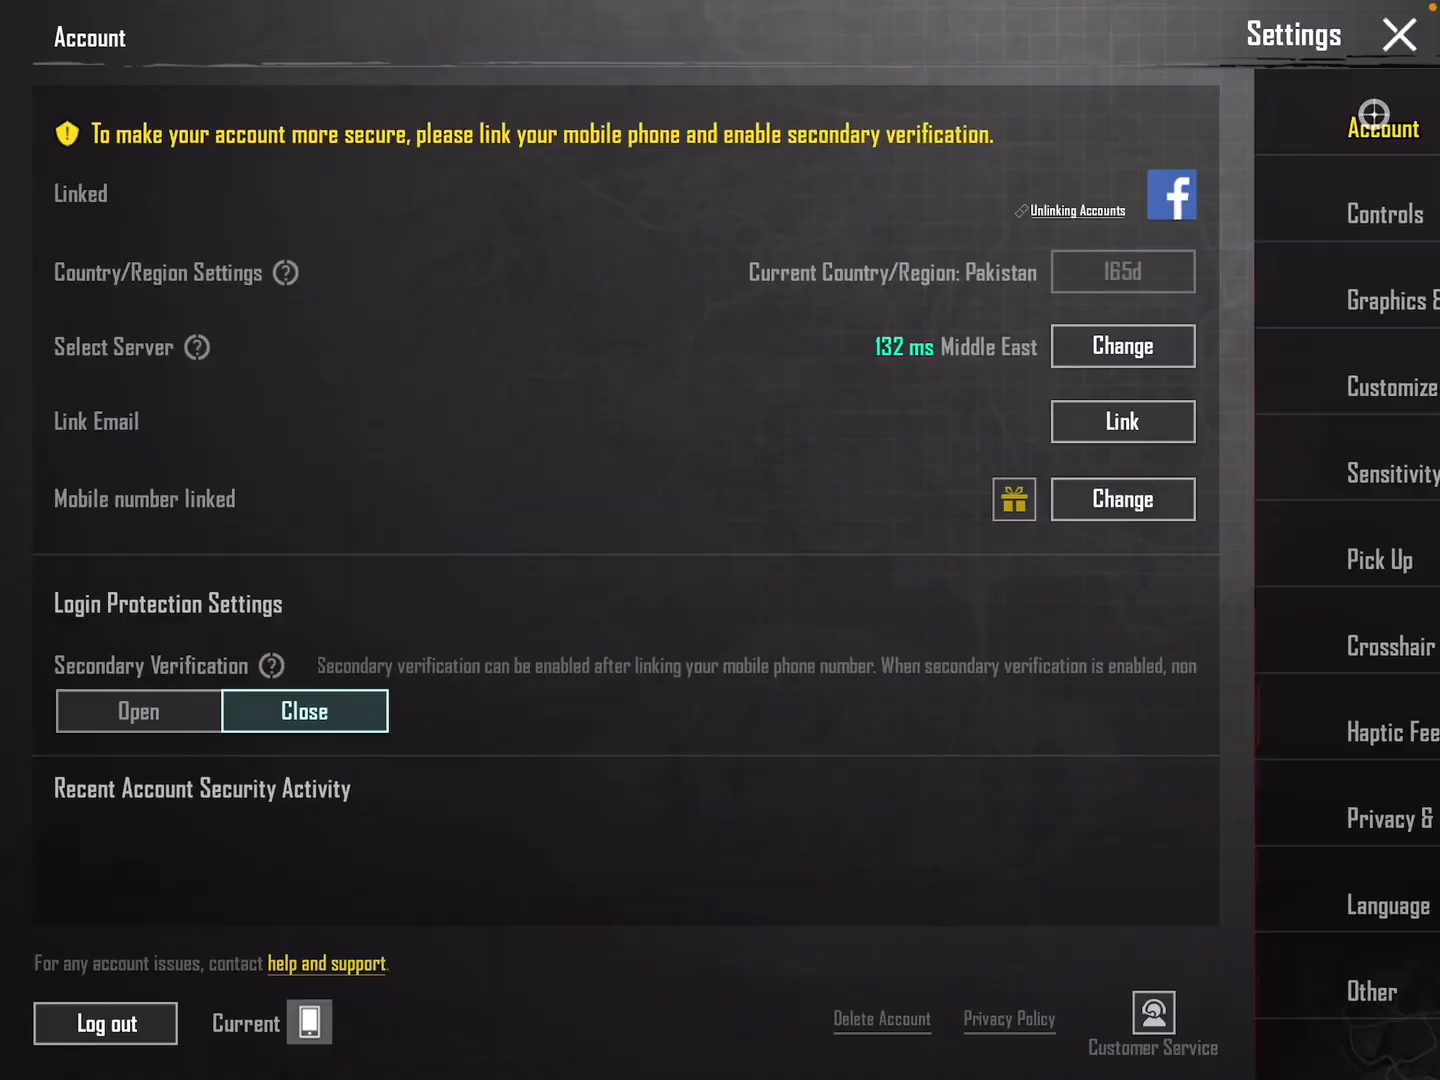 Account
Settings
To make your account more secure, please link your mobile phone and enable secondary verification.
Account
Linked
Unlinking Accounts
Controls
Country/Region Settings
Current Country/Region: Pakistan
165d
Graphics &
Select Server
132 ms Middle East
Change
Customize
Link Email
Link
Sensitivity
Mobile number linked
Change
Pick Up
Login Protection Settings
Crosshair
Secondary Verification
Secondary verification can be enabled after linking your mobile phone number. When secondary verification is enabled, non
Open
Close
Haptic Fee
Recent Account Security Activity
Privacy &
Language
For any account issues, contact help and support.
Other
Log out
Current
Delete Account
Privacy Policy
Customer Service